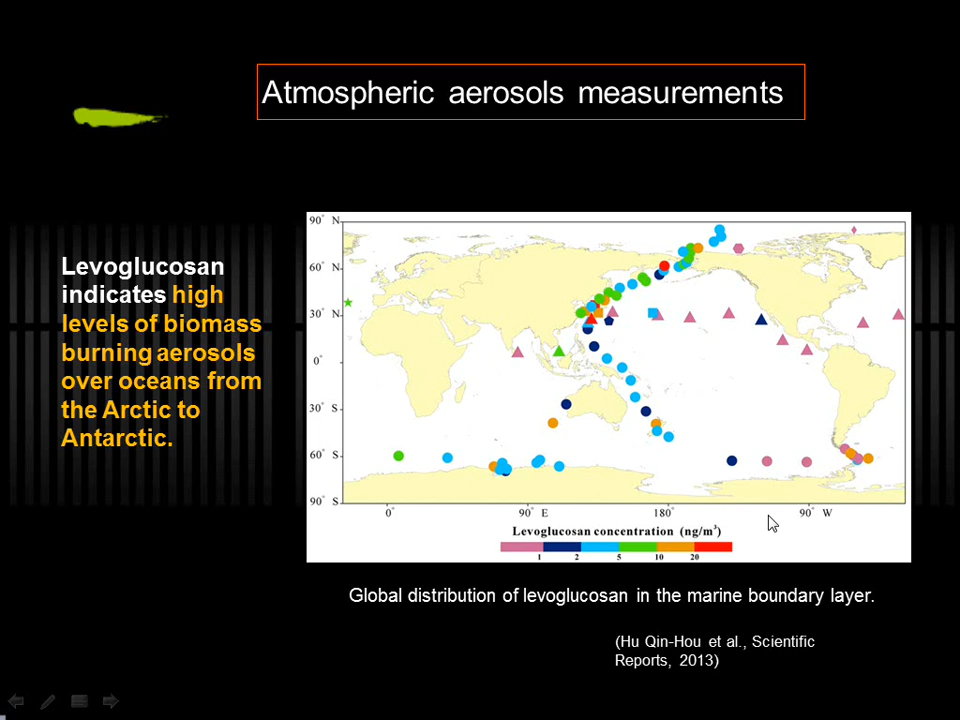 Atmospheric aerosols measurements
Levoglucosan
indicates high
levels of biomass
burning aerosols
over oceans from
the Arctic to
Antarctic.
90° N
60° N
30° N
0°
30° S
60° S
90° S
0° 90° E 180° 90° W
Levoglucosan concentration (ng/m³)
1 2 5 10 20
Global distribution of levoglucosan in the marine boundary layer.
(Hu Qin-Hou et al., Scientific
Reports, 2013)